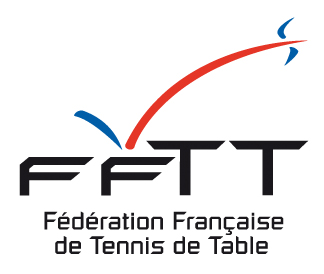 FFTT
Fédération Française
de Tennis de Table